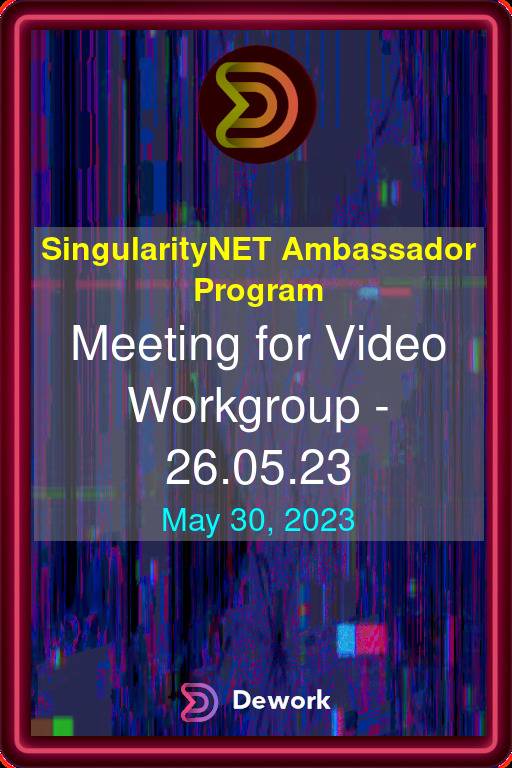 SingularityNET Ambassador
Program
Meeting for Video
Workgroup -
26.05.23
May 30, 2023
Dework